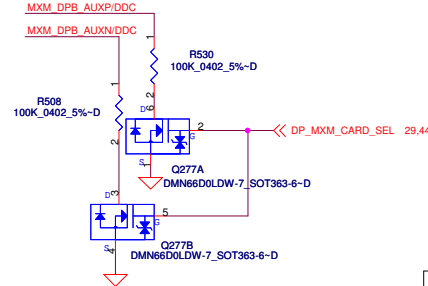 MXM_DPB_AUXP/DDC
MXM_DPB_AUXN/DDC
1
R530
100K_0402_5%~D
1
R508
100K_0402_5%~D
2
D
6
2
G
DP_MXM_CARD_SEL 29,44
2
S
1
Q277A
DMN66D0LDW-7_SOT363-6~D
D
3
5
G
S
4
Q277B
DMN66D0LDW-7_SOT363-6~D